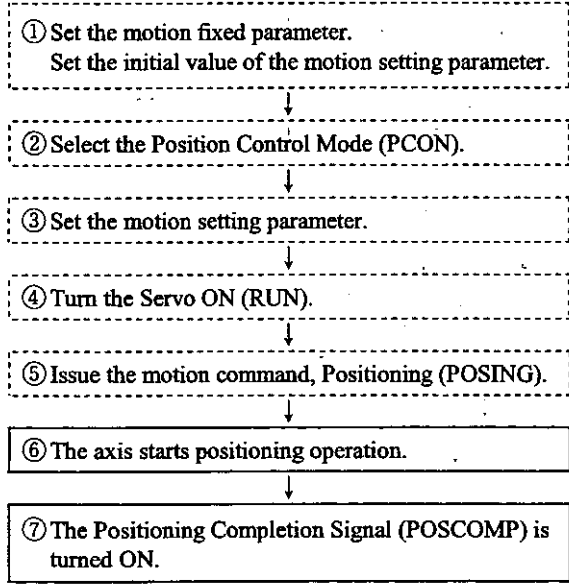 ① Set the motion fixed parameter.
Set the initial value of the motion setting parameter.
② Select the Position Control Mode (PCON).
③ Set the motion setting parameter.
④ Turn the Servo ON (RUN).
⑤ Issue the motion command, Positioning (POSING).
⑥ The axis starts positioning operation.
⑦ The Positioning Completion Signal (POSCOMP) is
turned ON.